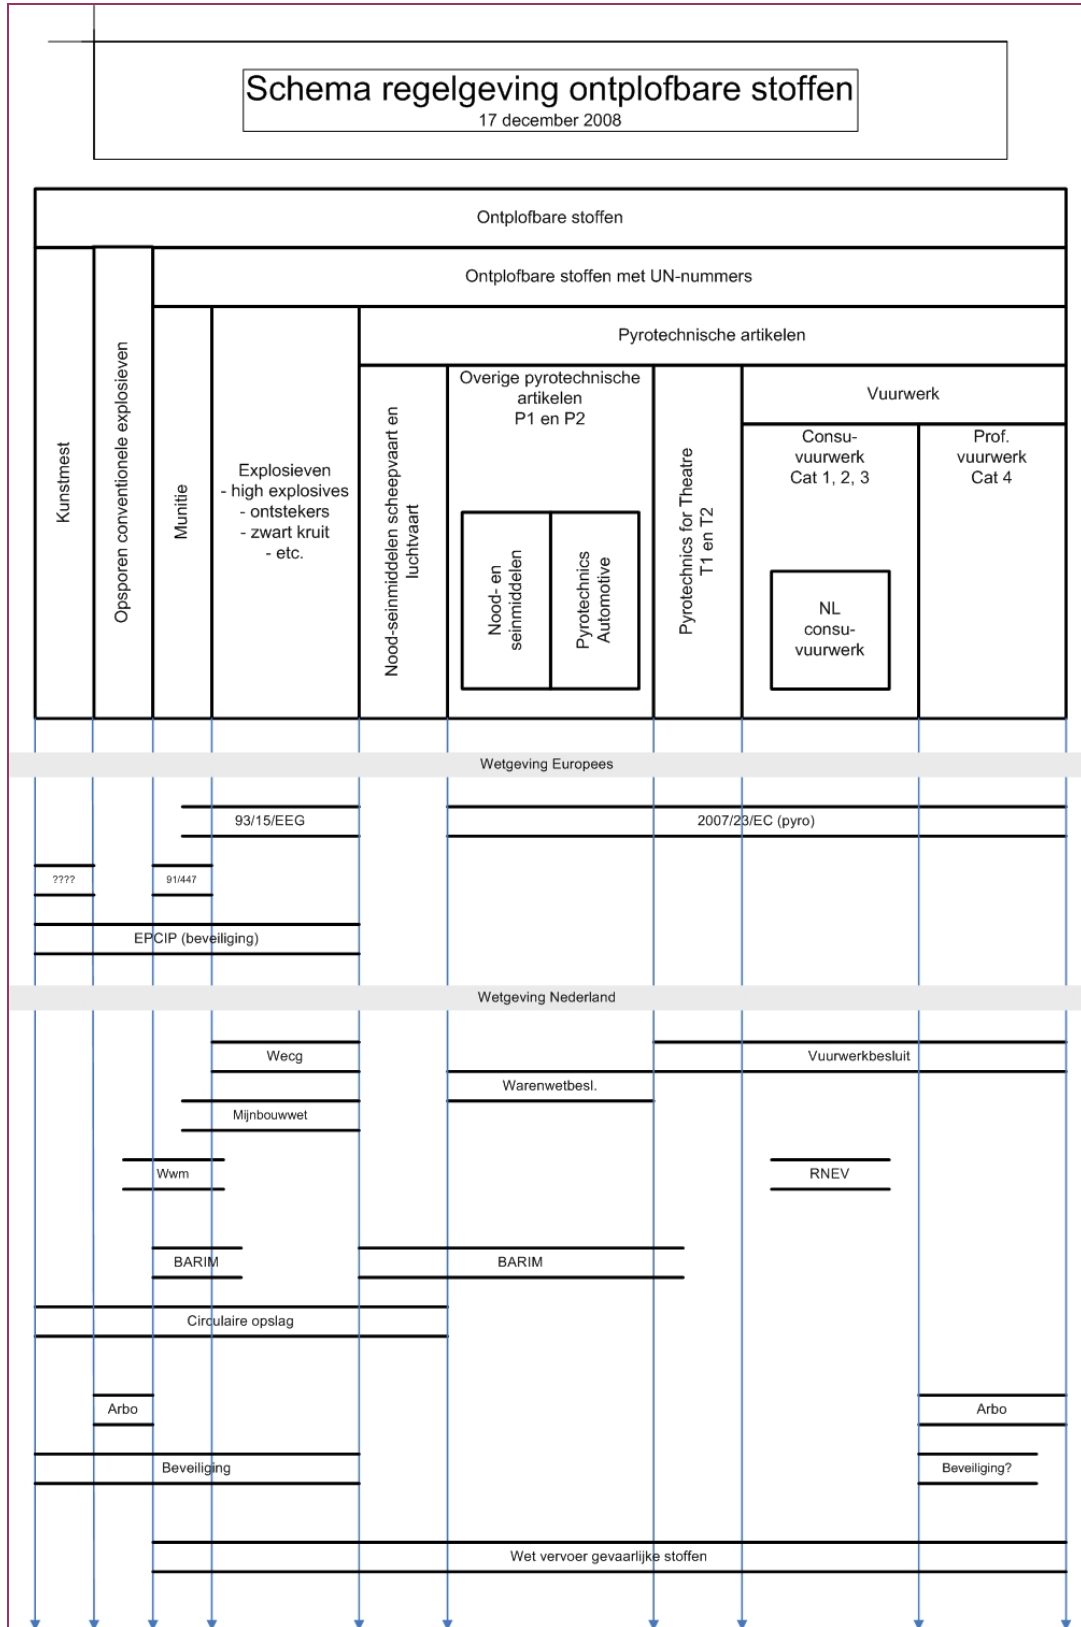 Schema regelgeving ontplofbare stoffen
17 december 2008
Ontplofbare stoffen
Ontplofbare stoffen met UN-nummers
Pyrotechnische artikelen
Kunstmest
Opsporen conventionele explosieven
Munitie
Explosieven
- high explosives
- ontstekers
- zwart kruit
- etc.
Nood-seinmiddelen scheepvaart en
luchtvaart
Overige pyrotechnische
artikelen
P1 en P2
Nood- en
seinmiddelen
Pyrotechnics
Automotive
Pyrotechnics for Theatre
T1 en T2
Vuurwerk
Consu-
vuurwerk
Cat 1, 2, 3
NL
consu-
vuurwerk
Prof.
vuurwerk
Cat 4
Wetgeving Europees
93/15/EEG
2007/23/EC (pyro)
????
91/447
EPCIP (beveiliging)
Wetgeving Nederland
Wecg
Vuurwerkbesluit
Warenwetbesl.
Mijnbouwwet
Wwm
RNEV
BARIM
BARIM
Circulaire opslag
Arbo
Arbo
Beveiliging
Beveiliging?
Wet vervoer gevaarlijke stoffen